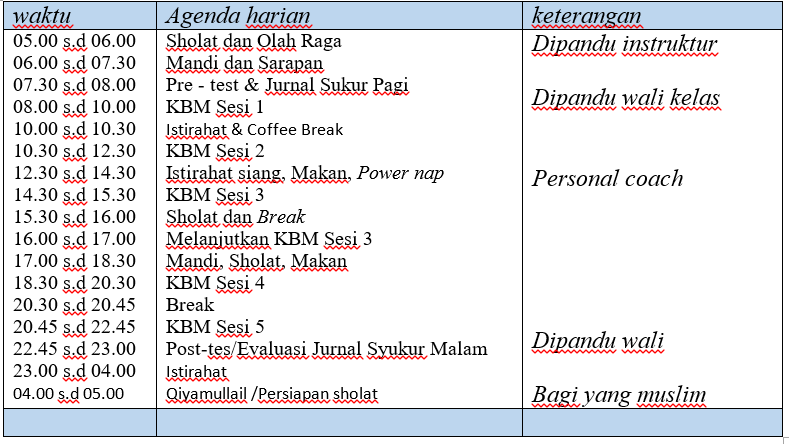 waktu Agenda harian keterangan
05.00 s.d 06.00 Sholat dan Olah Raga Dipandu instruktur
06.00 s.d 07.30 Mandi dan Sarapan
07.30 s.d 08.00 Pre - test & Jurnal Sukur Pagi
08.00 s.d 10.00 KBM Sesi 1 Dipandu wali kelas
10.00 s.d 10.30 Istirahat & Coffee Break
10.30 s.d 12.30 KBM Sesi 2
12.30 s.d 14.30 Istirahat siang, Makan, Power nap Personal coach
14.30 s.d 15.30 KBM Sesi 3
15.30 s.d 16.00 Sholat dan Break
16.00 s.d 17.00 Melanjutkan KBM Sesi 3
17.00 s.d 18.30 Mandi, Sholat, Makan
18.30 s.d 20.30 KBM Sesi 4
20.30 s.d 20.45 Break
20.45 s.d 22.45 KBM Sesi 5
22.45 s.d 23.00 Post-tes/Evaluasi Jurnal Syukur Malam Dipandu wali
23.00 s.d 04.00 Istirahat
04.00 s.d 05.00 Qiyamullail /Persiapan sholat Bagi yang muslim